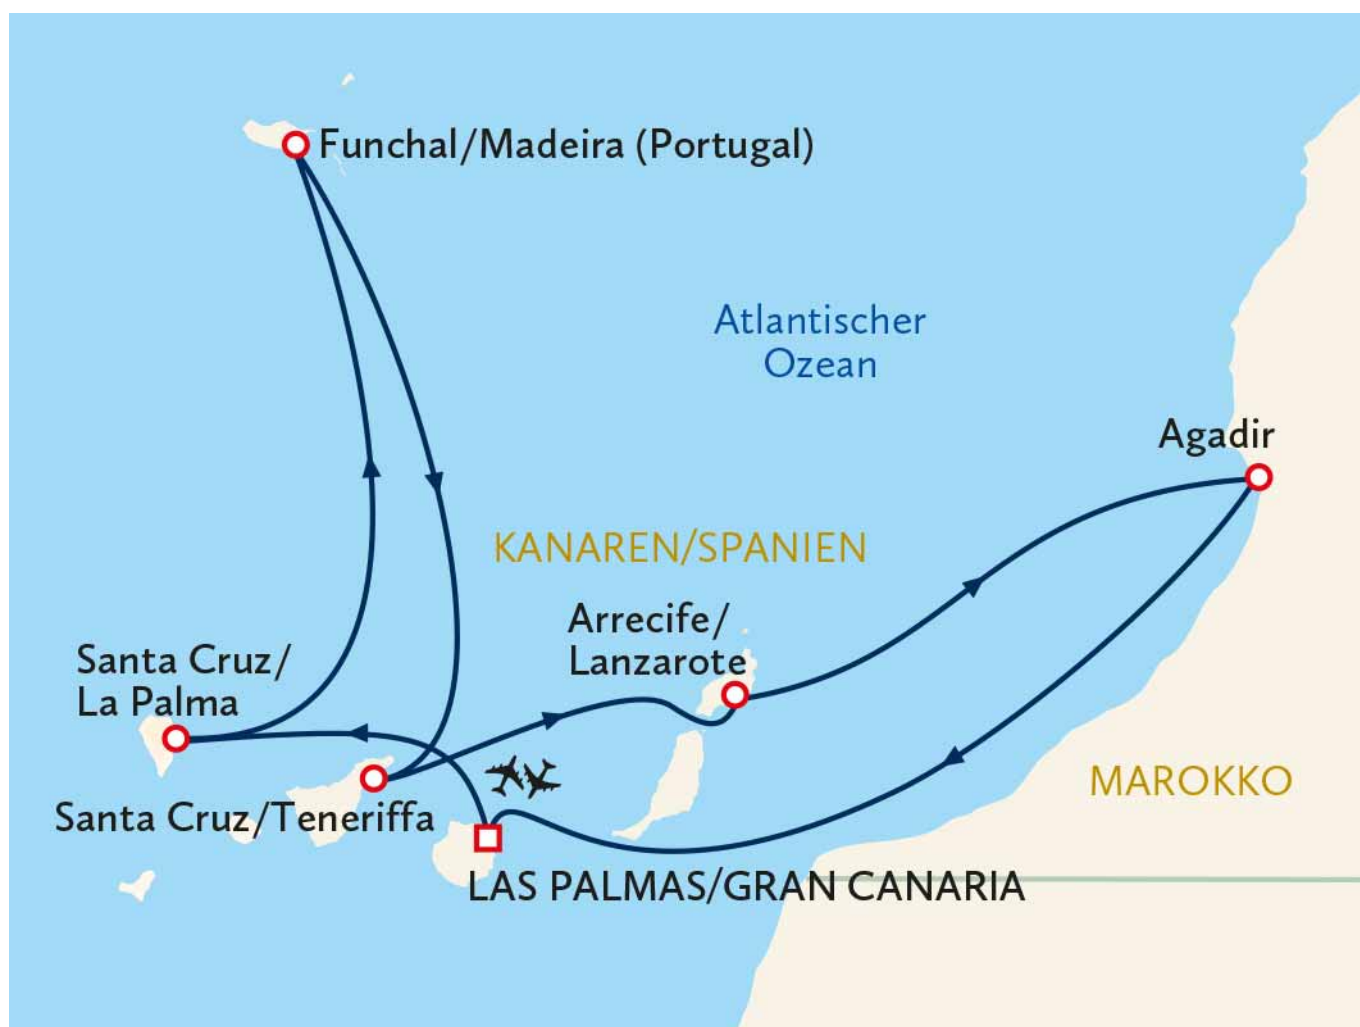 Funchal/Madeira (Portugal)
Atlantischer
Ozean
Agadir
KANAREN/SPANIEN
Arrecife/
Lanzarote
Santa Cruz/
La Palma
MAROKKO
Santa Cruz/Teneriffa
LAS PALMAS/GRAN CANARIA